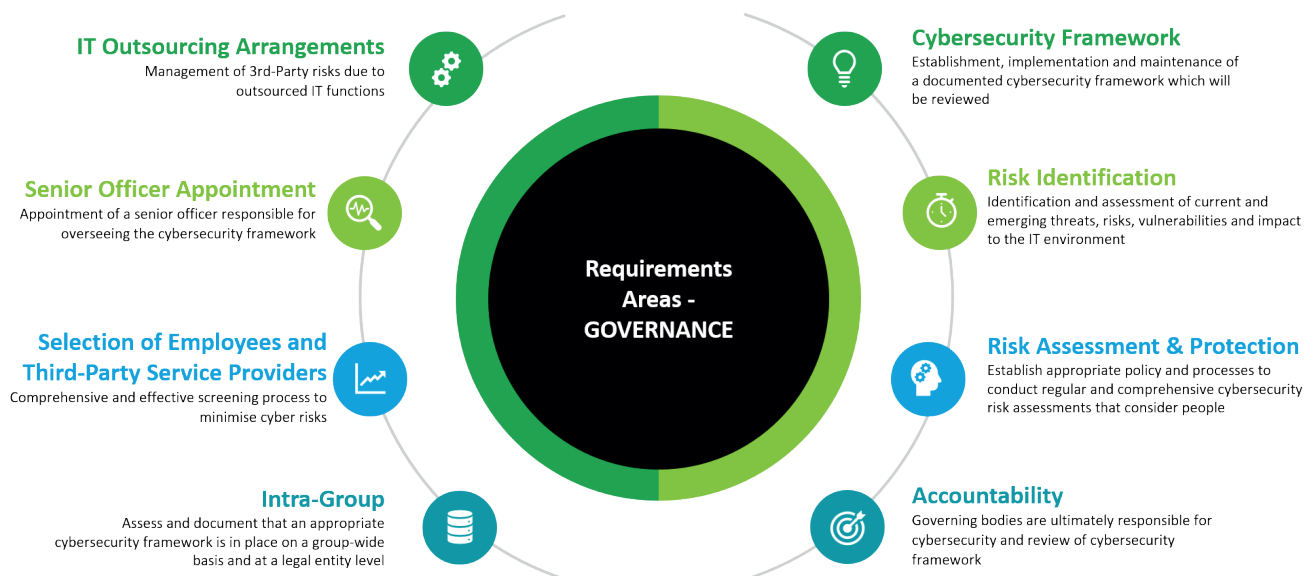 IT Outsourcing Arrangements
Management of 3rd-Party risks due to
outsourced IT functions
Senior Officer Appointment
Appointment of a senior officer responsible for
overseeing the cybersecurity framework
Selection of Employees and
Third-Party Service Providers
Comprehensive and effective screening process to
minimise cyber risks
Intra-Group
Assess and document that an appropriate
cybersecurity framework is in place on a group-wide
basis and at a legal entity level
Requirements
Areas -
GOVERNANCE
Cybersecurity Framework
Establishment, implementation and maintenance of
a documented cybersecurity framework which will
be reviewed
Risk Identification
Identification and assessment of current and
emerging threats, risks, vulnerabilities and impact
to the IT environment
Risk Assessment & Protection
Establish appropriate policy and processes to
conduct regular and comprehensive cybersecurity
risk assessments that consider people
Accountability
Governing bodies are ultimately responsible for
cybersecurity and review of cybersecurity
framework